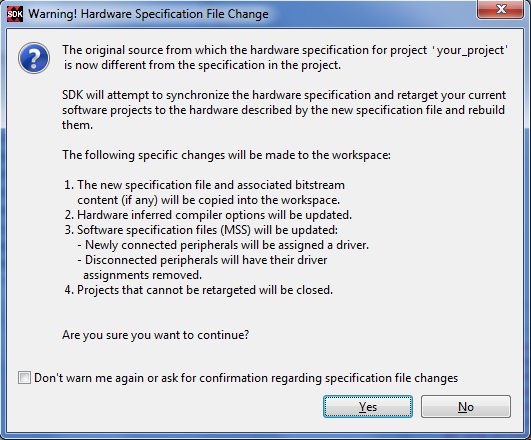 SDK Warning! Hardware Specification File Change
The original source from which the hardware specification for project 'your_project'
is now different from the specification in the project.
SDK will attempt to synchronize the hardware specification and retarget your current
software projects to the hardware described by the new specification file and rebuild
them.
The following specific changes will be made to the workspace:
1. The new specification file and associated bitstream
content (if any) will be copied into the workspace.
2. Hardware inferred compiler options will be updated.
3. Software specification files (MSS) will be updated:
- Newly connected peripherals will be assigned a driver.
- Disconnected peripherals will have their driver
assignments removed.
4. Projects that cannot be retargeted will be closed.
Are you sure you want to continue?
Don't warn me again or ask for confirmation regarding specification file changes
Yes No